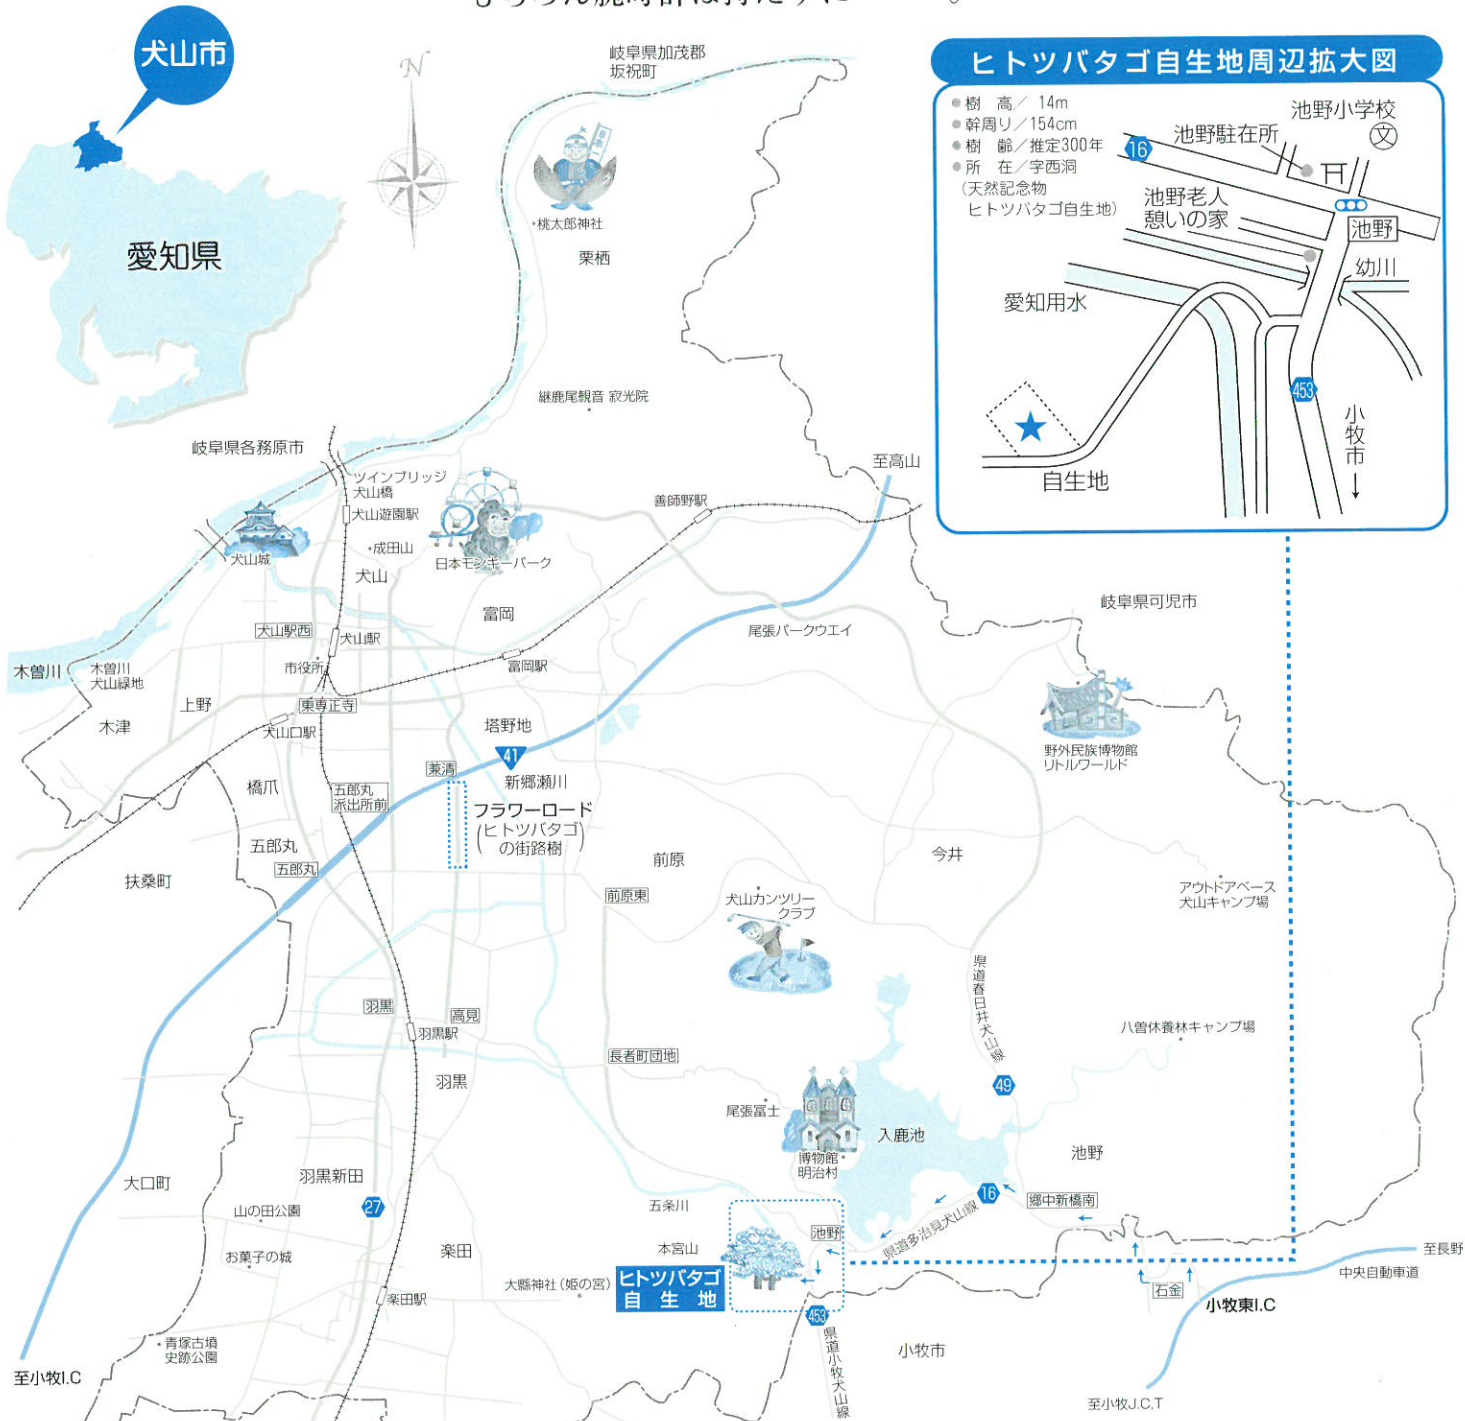 犬山市
愛知県
N
岐阜県加茂郡
坂祝町
日本一
桃太郎神社
栗栖
継鹿尾観音 寂光院
岐阜県各務原市
ツインブリッジ
犬山橋
犬山遊園駅
成田山
犬山
犬山城
日本モンキーパーク
善師野駅
至高山
富岡
犬山駅西
犬山駅
市役所
富岡駅
尾張パークウエイ
岐阜県可児市
木曽川
木曽川
犬山緑地
木津
上野
東専正寺
犬山口駅
塔野地
41
兼清
新郷瀬川
橋爪
五郎丸
派出所前
フラワーロード
(ヒトツバタゴ
の街路樹)
五郎丸
五郎丸
扶桑町
前原
前原東
今井
野外民族博物館
リトルワールド
アウトドアベース
犬山キャンプ場
犬山カンツリー
クラブ
県道春日井犬山線
49
八曽休養林キャンプ場
羽黒
高見
羽黒駅
羽黒
長者町団地
尾張冨士
博物館
明治村
入鹿池
池野
16
郷中新橋南
県道多治見犬山線
大口町
羽黒新田
27
山の田公園
お菓子の城
楽田
楽田駅
五条川
本宮山
大縣神社(姫の宮)
ヒトツバタゴ
自生地
池野
453
県道小牧犬山線
小牧市
石金
小牧東I.C
至長野
中央自動車道
至小牧J.C.T
青塚古墳
史跡公園
至小牧I.C
ヒトツバタゴ自生地周辺拡大図
樹 高/ 14m
幹周り/154cm
樹 齢/推定300年
所 在/字西洞
(天然記念物
ヒトツバタゴ自生地)
池野小学校
文
池野駐在所
16
池野老人
憩いの家
池野
幼川
愛知用水
453
小牧市
自生地